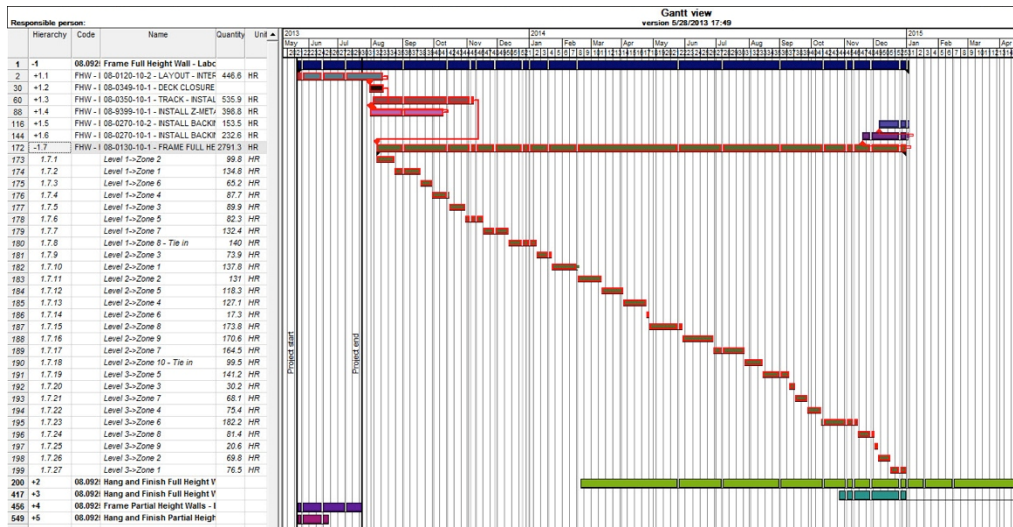 Gantt view
Responsible person: version 5/28/2013 17:49
Hierarchy Code Name Quantity Unit 2013 2014 2015
May Jun Jul Aug Sep Oct Nov Dec Jan Feb Mar Apr May Jun Jul Aug Sep Oct Nov Dec Jan Feb Mar Apr
1 -1 08.092 Frame Full Height Wall - Labo
2 +1.1 FHW - I 08-0120-10-2 - LAYOUT - INTER 446.6 HR
30 +1.2 FHW - I 08-0349-10-1 - DECK CLOSURE
60 +1.3 FHW - I 08-0350-10-1 - TRACK - INSTAL 535.9 HR
88 +1.4 FHW - I 08-9399-10-1 - INSTALL Z-META 398.8 HR
116 +1.5 FHW - I 08-0270-10-2 - INSTALL BACKIN 153.5 HR
144 +1.6 FHW - I 08-0270-10-1 - INSTALL BACKIN 232.6 HR
172 -1.7 FHW - I 08-0130-10-1 - FRAME FULL HE 2791.3 HR
173 1.7.1 Level 1->Zone 2 99.8 HR
174 1.7.2 Level 1->Zone 1 134.8 HR
175 1.7.3 Level 1->Zone 6 65.2 HR
176 1.7.4 Level 1->Zone 4 87.7 HR
177 1.7.5 Level 1->Zone 3 89.9 HR
178 1.7.6 Level 1->Zone 5 82.3 HR
179 1.7.7 Level 1->Zone 7 132.4 HR
180 1.7.8 Level 1->Zone 8 - Tie in 140 HR
181 1.7.9 Level 2->Zone 3 73.9 HR
182 1.7.10 Level 2->Zone 1 137.8 HR
183 1.7.11 Level 2->Zone 2 131 HR
184 1.7.12 Level 2->Zone 5 118.3 HR
185 1.7.13 Level 2->Zone 4 127.1 HR
186 1.7.14 Level 2->Zone 6 17.3 HR
187 1.7.15 Level 2->Zone 8 173.8 HR
188 1.7.16 Level 2->Zone 9 170.6 HR
189 1.7.17 Level 2->Zone 7 164.5 HR
190 1.7.18 Level 2->Zone 10 - Tie in 99.5 HR
191 1.7.19 Level 3->Zone 5 141.2 HR
192 1.7.20 Level 3->Zone 3 30.2 HR
193 1.7.21 Level 3->Zone 7 68.1 HR
194 1.7.22 Level 3->Zone 4 75.4 HR
195 1.7.23 Level 3->Zone 6 182.2 HR
196 1.7.24 Level 3->Zone 8 81.4 HR
197 1.7.25 Level 3->Zone 9 20.6 HR
198 1.7.26 Level 3->Zone 2 69.8 HR
199 1.7.27 Level 3->Zone 1 76.5 HR
200 +2 08.092 Hang and Finish Full Height W
417 +3 08.092 Hang and Finish Full Height W
456 +4 08.092 Frame Partial Height Walls - L
549 +5 08.092 Hang and Finish Partial Heigh
Project start
Project end